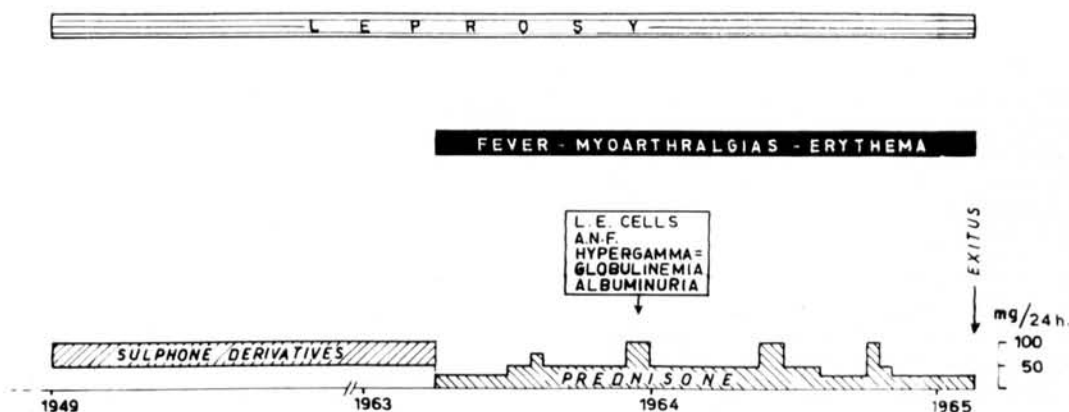 LEPROSY
FEVER - MYOARTHRALGIAS - ERYTHEMA
L.E. CELLS
A.N.F.
HYPERGAMMA=
GLOBULINEMIA
ALBUMINURIA
EXITUS
mg/24 h.
100
50
SULPHONE DERIVATIVES
PREDNISONE
1949
1963
1964
1965